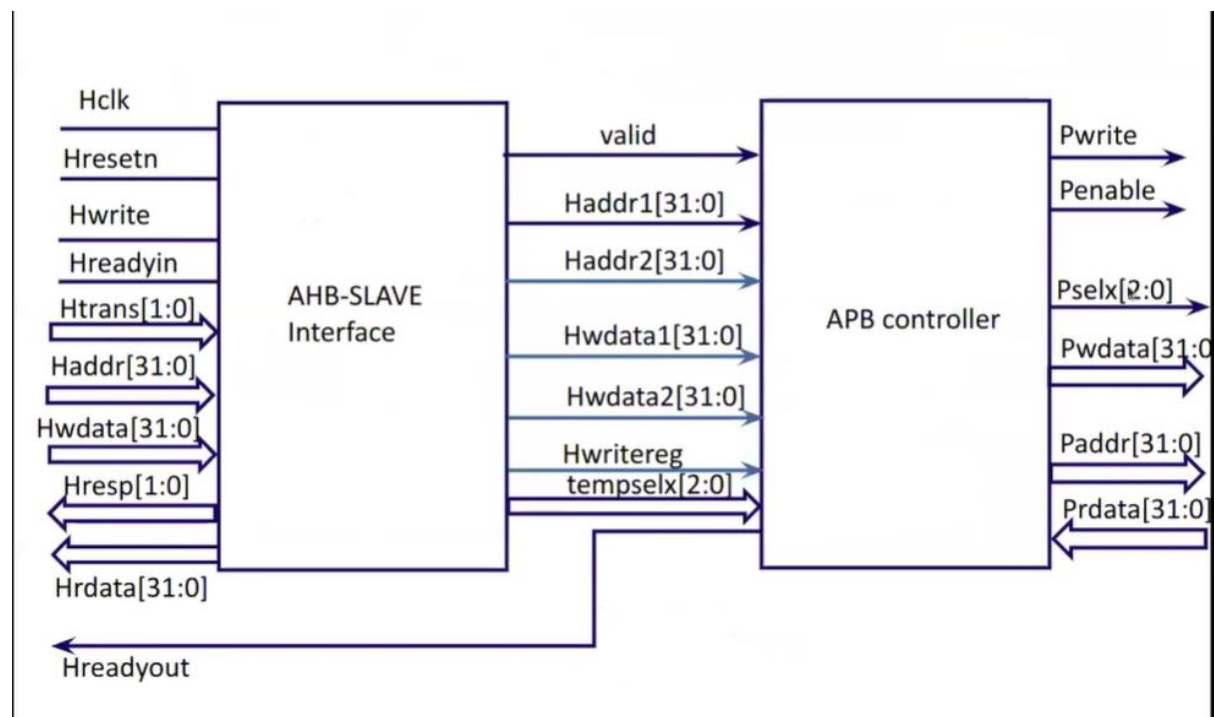 Hclk
Hresetn
Hwrite
Hreadyin
Htrans[1:0]
Haddr[31:0]
Hwdata[31:0]
Hresp[1:0]
Hrdata[31:0]
Hreadyout
AHB-SLAVE
Interface
valid
Haddr1[31:0]
Haddr2[31:0]
Hwdata1[31:0]
Hwdata2[31:0]
Hwritereg
tempselx[2:0]
APB controller
Pwrite
Penable
Pselx[2:0]
Pwdata[31:0
Paddr[31:0]
Prdata[31:0]